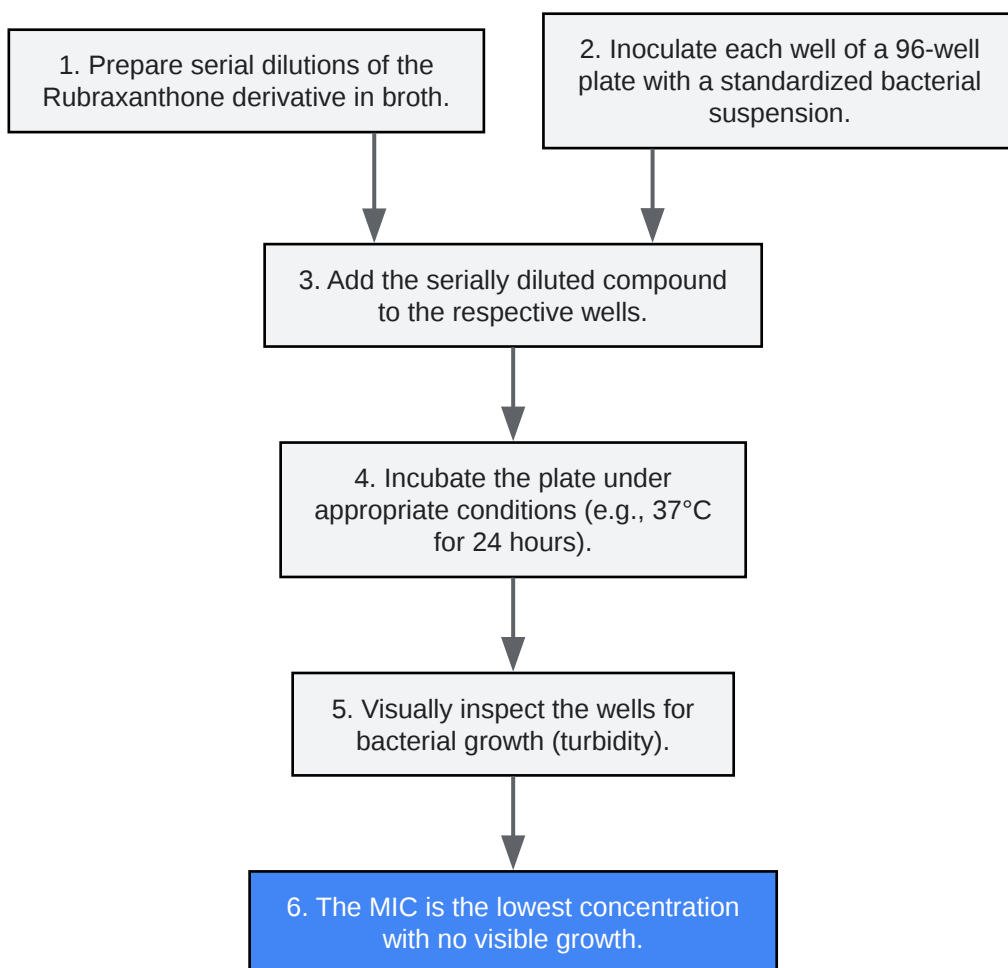 1. Prepare serial dilutions of the
Rubraxanthone derivative in broth.
2. Inoculate each well of a 96-well
plate with a standardized bacterial
suspension.
3. Add the serially diluted compound
to the respective wells.
4. Incubate the plate under
appropriate conditions (e.g., 37°C
for 24 hours).
5. Visually inspect the wells for
bacterial growth (turbidity).
6. The MIC is the lowest concentration
with no visible growth.